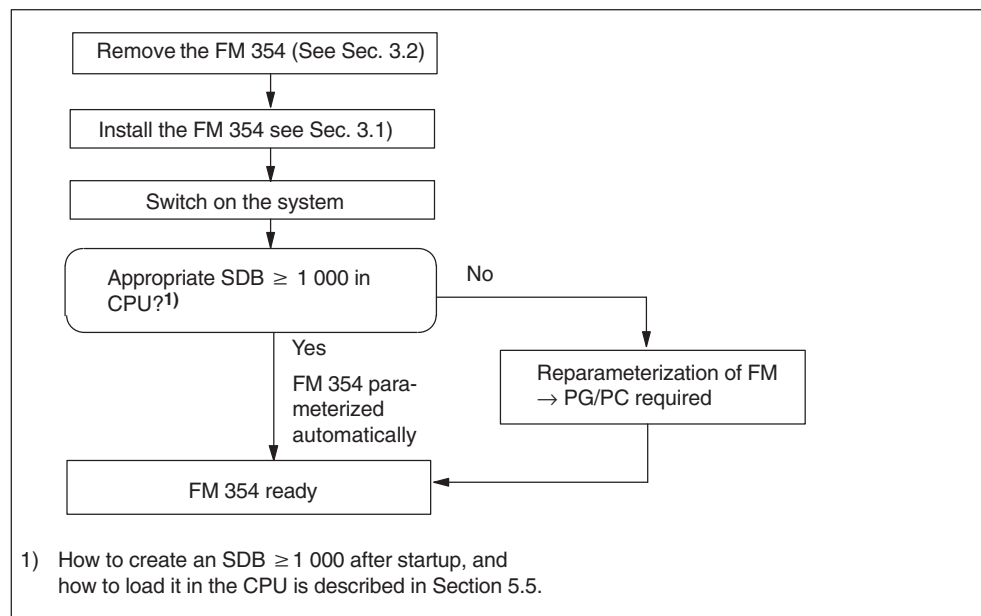 Remove the FM 354 (See Sec. 3.2)
Install the FM 354 see Sec. 3.1)
Switch on the system
Appropriate SDB ≥ 1 000 in
CPU?1)
No
Yes
FM 354 para-
meterized
automatically
Reparameterization of FM
→ PG/PC required
FM 354 ready
1) How to create an SDB ≥ 1 000 after startup, and
how to load it in the CPU is described in Section 5.5.